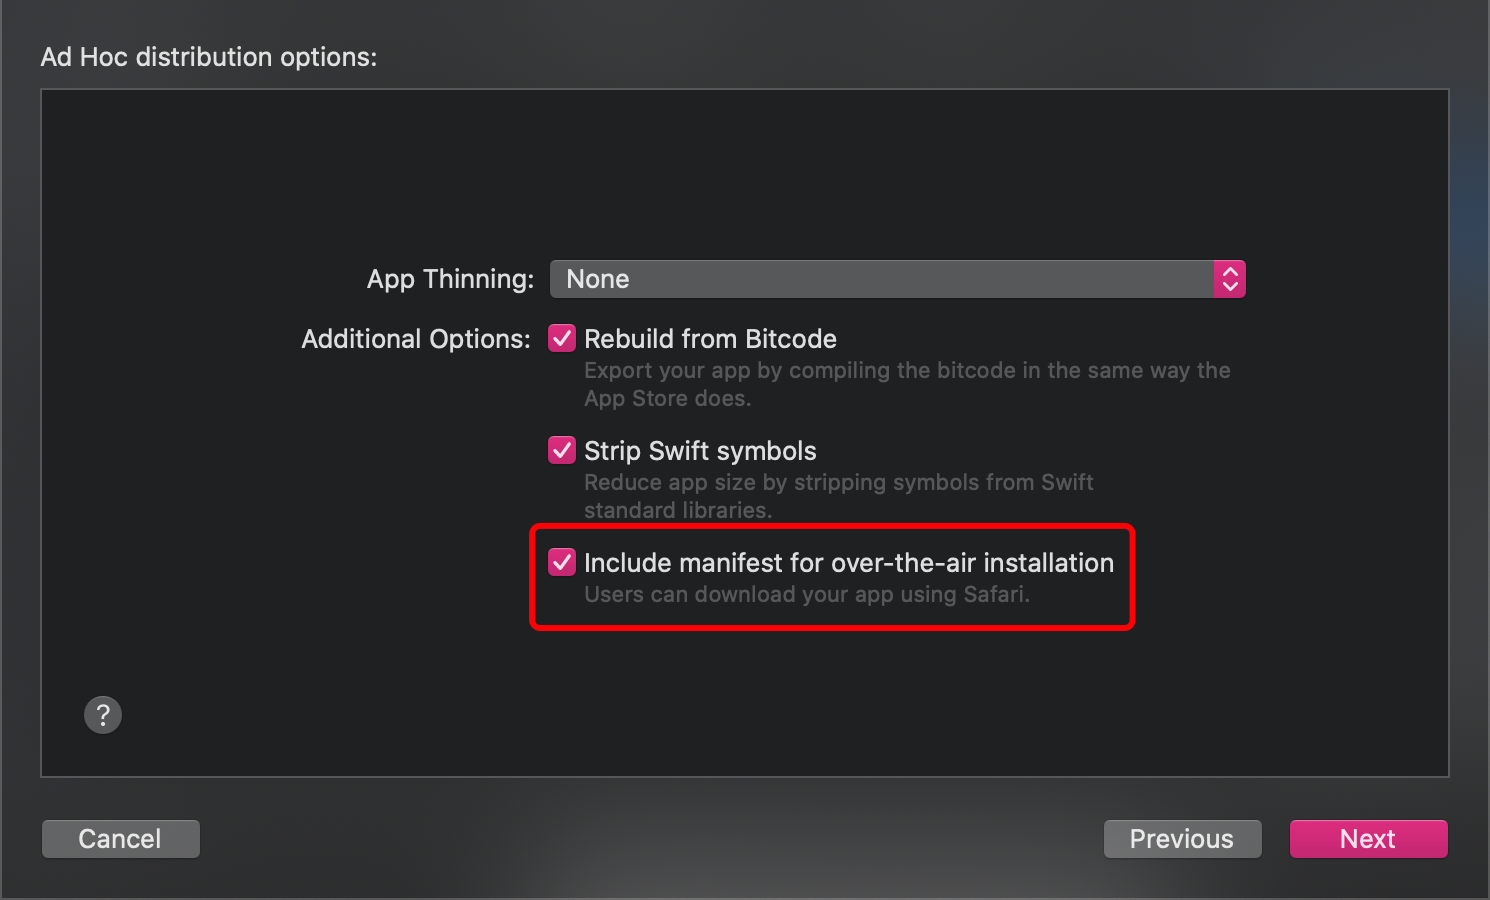 Ad Hoc distribution options:
App Thinning: None
Additional Options: Rebuild from Bitcode
Export your app by compiling the bitcode in the same way the
App Store does.
Strip Swift symbols
Reduce app size by stripping symbols from Swift
standard libraries.
Include manifest for over-the-air installation
Users can download your app using Safari.
?
Cancel Previous Next